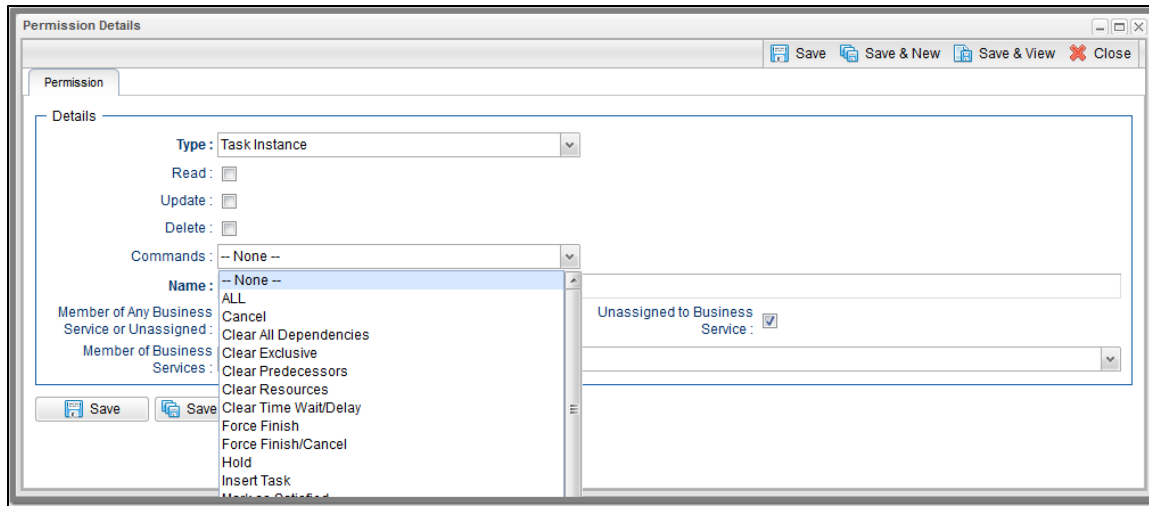 Permission Details
Save Save & New Save & View Close
Permission
Details
Type : Task Instance
Read :
Update :
Delete :
Commands : -- None --
Name : -- None --
ALL
Member of Any Business Cancel Unassigned to Business
Service or Unassigned : Clear All Dependencies Service :
Member of Business Clear Exclusive
Services : Clear Predecessors
Clear Resources
Save Save Clear Time Wait/Delay
Force Finish
Force Finish/Cancel
Hold
Insert Task
Mark as Satisfied